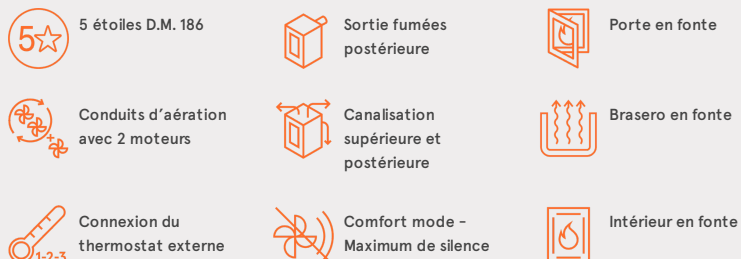 5
5 étoiles D.M. 186
Sortie fumées
postérieure
Porte en fonte
Conduits d’aération
avec 2 moteurs
Canalisation
supérieure et
postérieure
Brasero en fonte
1-2-3
Connexion du
thermostat externe
Comfort mode -
Maximum de silence
Intérieur en fonte